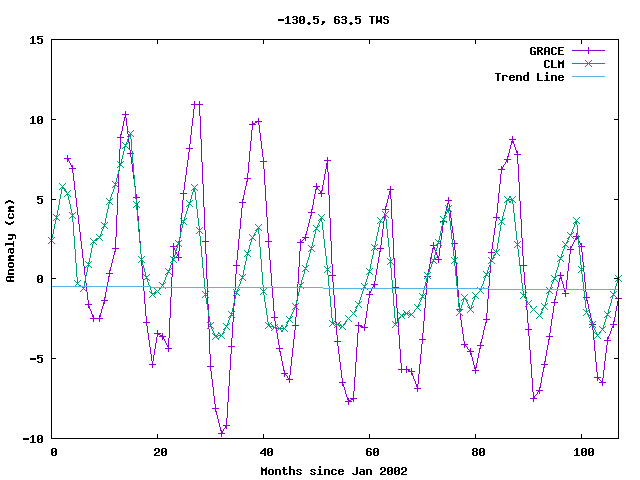 -130.5, 63.5 TWS
GRACE
CLM
Trend Line
15
10
5
0
-5
-10
Anomaly (cm)
0 20 40 60 80 100
Months since Jan 2002